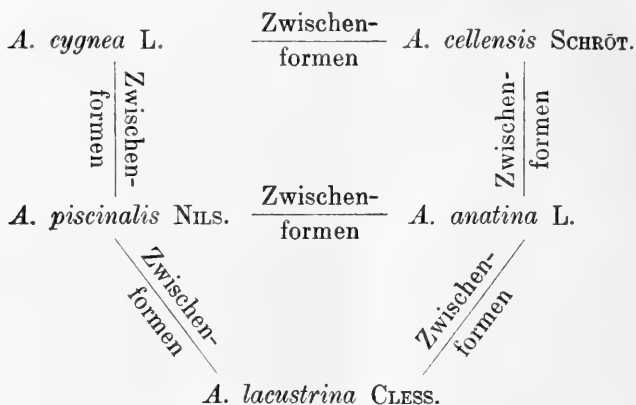 A. cygnea L. Zwischen-formen A. cellensis SCHRÖT.
Zwischen-
formen
Zwischen-
formen
A. piscinalis NILS. Zwischen-formen A. anatina L.
Zwischen-
formen
Zwischen-
formen
A. lacustrina CLESS.